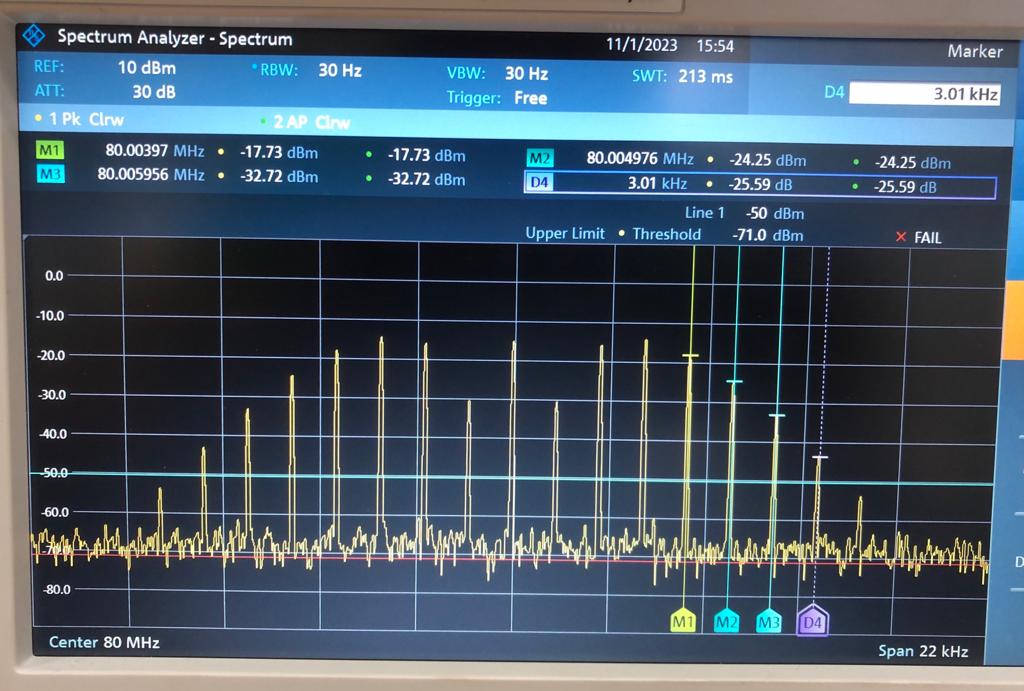 Spectrum Analyzer - Spectrum 11/1/2023 15:54 Marker
REF: 10 dBm RBW: 30 Hz VBW: 30 Hz SWT: 213 ms
ATT: 30 dB Trigger: Free D4 3.01 kHz
1 Pk Clrw 2 AP Clrw
M1 80.00397 MHz -17.73 dBm -17.73 dBm M2 80.004976 MHz -24.25 dBm -24.25 dBm
M3 80.005956 MHz -32.72 dBm -32.72 dBm D4 3.01 kHz -25.59 dB -25.59 dB
Line 1 -50 dBm
Upper Limit Threshold -71.0 dBm FAIL
0.0
-10.0
-20.0
-30.0
-40.0
-50.0
-60.0
-70.0
-80.0
M1 M2 M3 D4
Center 80 MHz Span 22 kHz
D